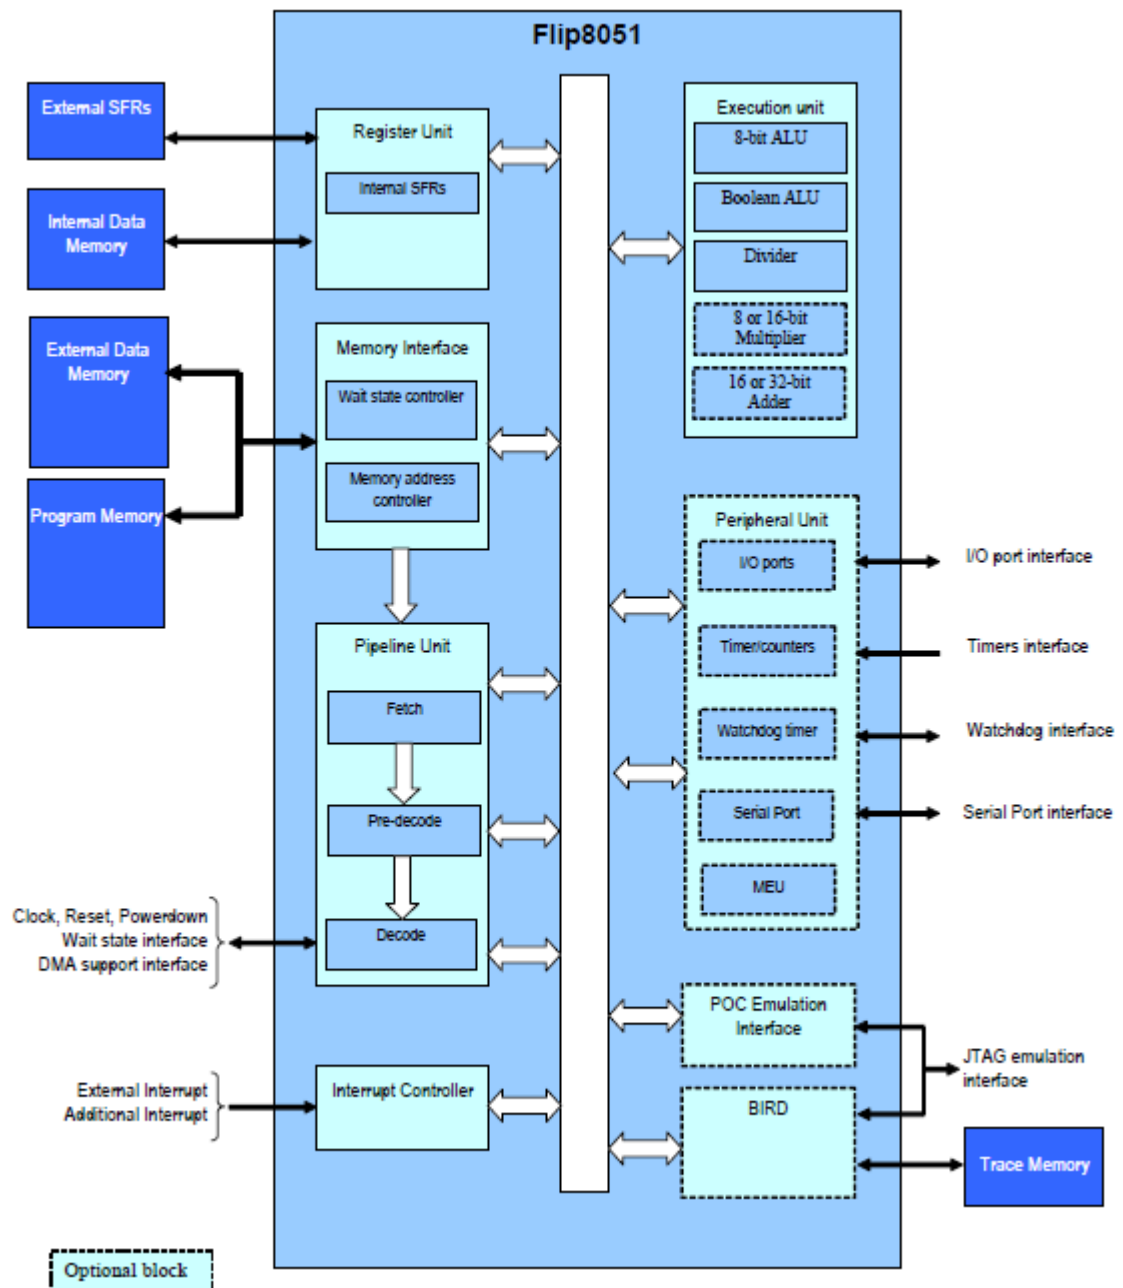 Flip8051
External SFRs
Register Unit
Internal SFRs
Internal Data
Memory
External Data
Memory
Memory Interface
Wait state controller
Memory address
controller
Program Memory
Pipeline Unit
Fetch
Pre-decode
Decode
Clock, Reset, Powerdown
Wait state interface
DMA support interface
External Interrupt
Additional Interrupt
Interrupt Controller
Execution unit
8-bit ALU
Boolean ALU
Divider
8 or 16-bit
Multiplier
16 or 32-bit
Adder
Peripheral Unit
I/O ports
I/O port interface
Timer/counters
Timers interface
Watchdog timer
Watchdog interface
Serial Port
Serial Port interface
MEU
POC Emulation
Interface
JTAG emulation
interface
BIRD
Trace Memory
Optional block